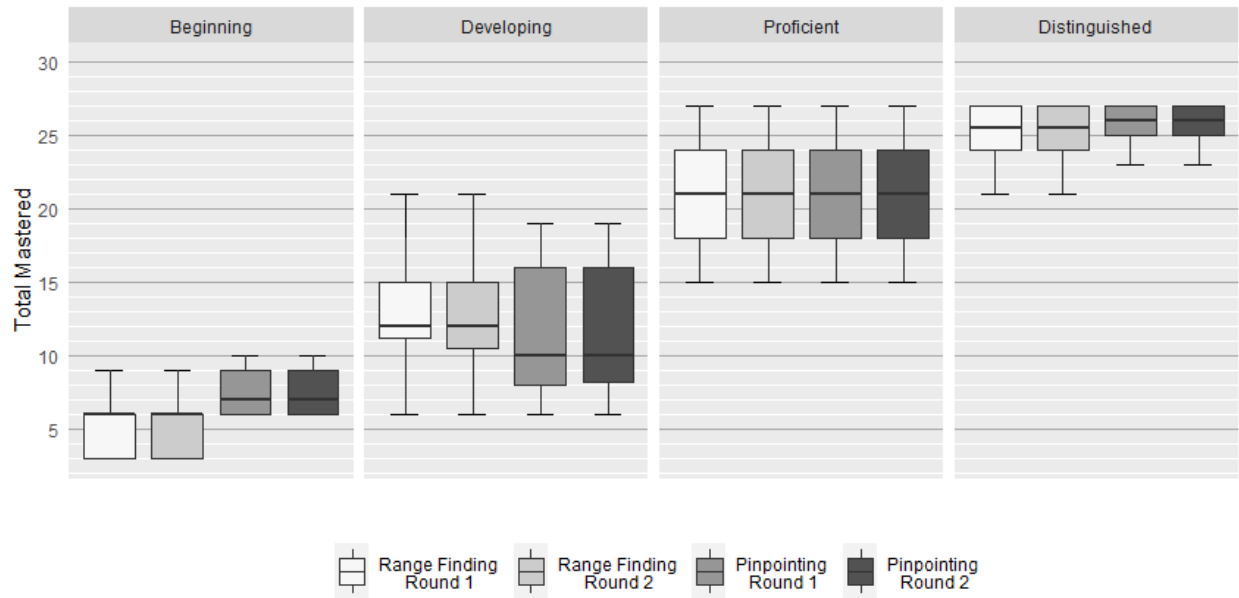 Beginning
Developing
Proficient
Distinguished
Total Mastered
30
25
20
15
10
5
Range Finding
Round 1
Range Finding
Round 2
Pinpointing
Round 1
Pinpointing
Round 2